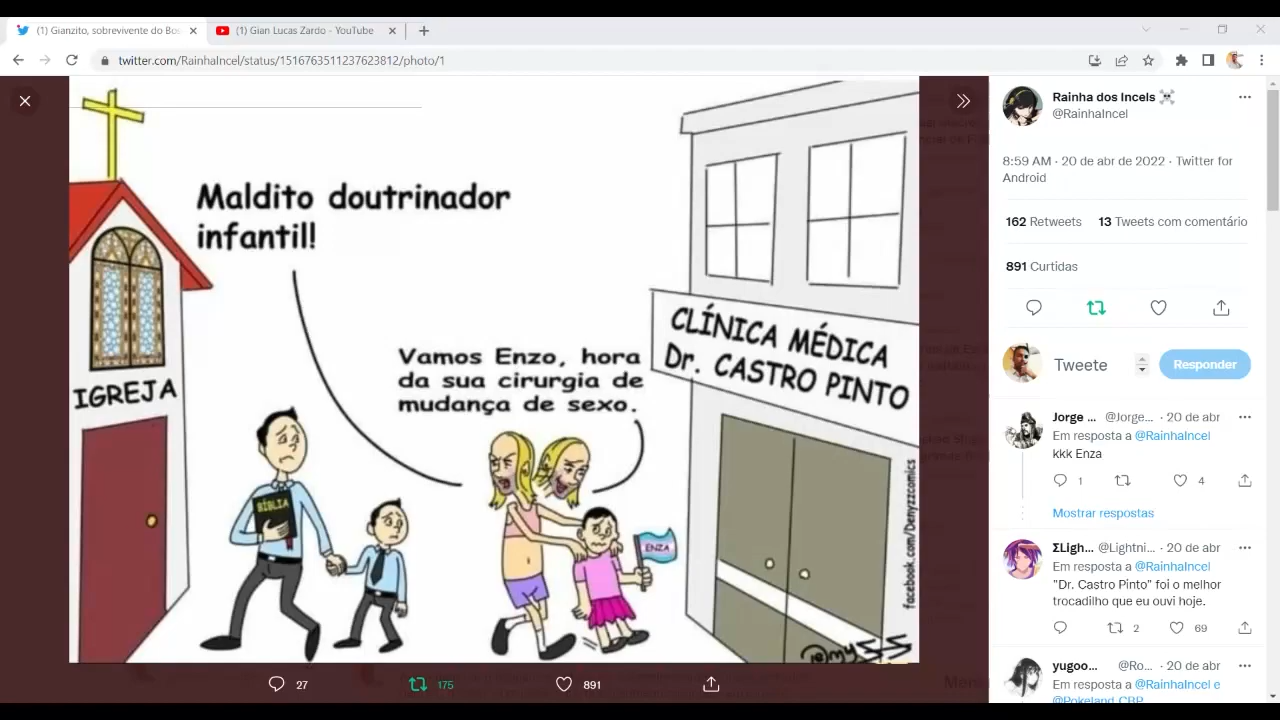 (1) Gianzito, sobrevivente do Bos
(1) Gian Lucas Zardo - YouTube
twitter.com/RainhaIncel/status/1516763511237623812/photo/1
Maldito doutrinador
infantil!
Vamos Enzo, hora
da sua cirurgia de
mudança de sexo.
IGREJA
BÍBLIA
CLÍNICA MÉDICA
Dr. CASTRO PINTO
ENZA
facebook.com/Denyzzcomics
27
175
891
Rainha dos Incels
@RainhaIncel
8:59 AM · 20 de abr de 2022 · Twitter for
Android
162 Retweets 13 Tweets com comentário
891 Curtidas
Tweete
Responder
Jorge ... @Jorge... · 20 de abr
Em resposta a @RainhaIncel
kkk Enza
1 4
Mostrar respostas
ΣLigh... @Lightni... · 20 de abr
Em resposta a @RainhaIncel
"Dr. Castro Pinto" foi o melhor
trocadilho que eu ouvi hoje.
2 69
yugoo... @Ro... · 20 de abr
Em resposta a @RainhaIncel e
@Pokeland_CBP